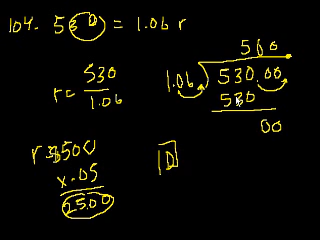 104. 530 = 1.06 r
r = 530 / 1.06
500
1.06 ) 530.00
530
00
r = 500
x .05
25.00
D